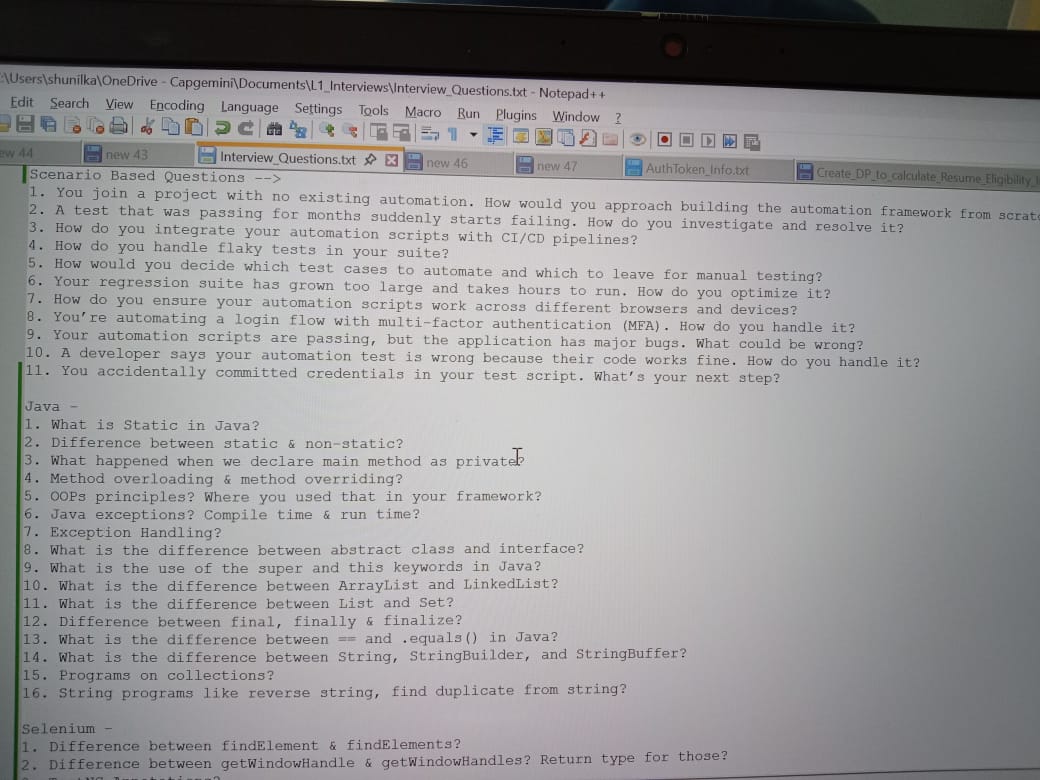 :\Users\shunilka\OneDrive - Capgemini\Documents\L1_Interviews\Interview_Questions.txt - Notepad++
Edit Search View Encoding Language Settings Tools Macro Run Plugins Window ?
new 43 Interview_Questions.txt new 46 new 47 AuthToken_Info.txt Create_DP_to_calculate_Resume_Eligibility_
Scenario Based Questions -->
1. You join a project with no existing automation. How would you approach building the automation framework from
2. A test that was passing for months suddenly starts failing. How do you investigate and resolve it?
3. How do you integrate your automation scripts with CI/CD pipelines?
4. How do you handle flaky tests in your suite?
5. How would you decide which test cases to automate and which to leave for manual testing?
6. Your regression suite has grown too large and takes hours to run. How do you optimize it?
7. How do you ensure your automation scripts work across different browsers and devices?
8. You're automating a login flow with multi-factor authentication (MFA). How do you handle it?
9. Your automation scripts are passing, but the application has major bugs. What could be wrong?
10. A developer says your automation test is wrong because their code works fine. How do you handle it?
11. You accidentally committed credentials in your test script. What's your next step?
Java -
1. What is Static in Java?
2. Difference between static & non-static?
3. What happened when we declare main method as private?
4. Method overloading & method overriding?
5. OOPs principles? Where you used that in your framework?
6. Java exceptions? Compile time & run time?
7. Exception Handling?
8. What is the difference between abstract class and interface?
9. What is the use of the super and this keywords in Java?
10. What is the difference between ArrayList and LinkedList?
11. What is the difference between List and Set?
12. Difference between final, finally & finalize?
13. What is the difference between == and .equals() in Java?
14. What is the difference between String, StringBuilder, and StringBuffer?
15. Programs on collections?
16. String programs like reverse string, find duplicate from string?
Selenium -
1. Difference between findElement & findElements?
2. Difference between getWindowHandle & getWindowHandles? Return type for those?